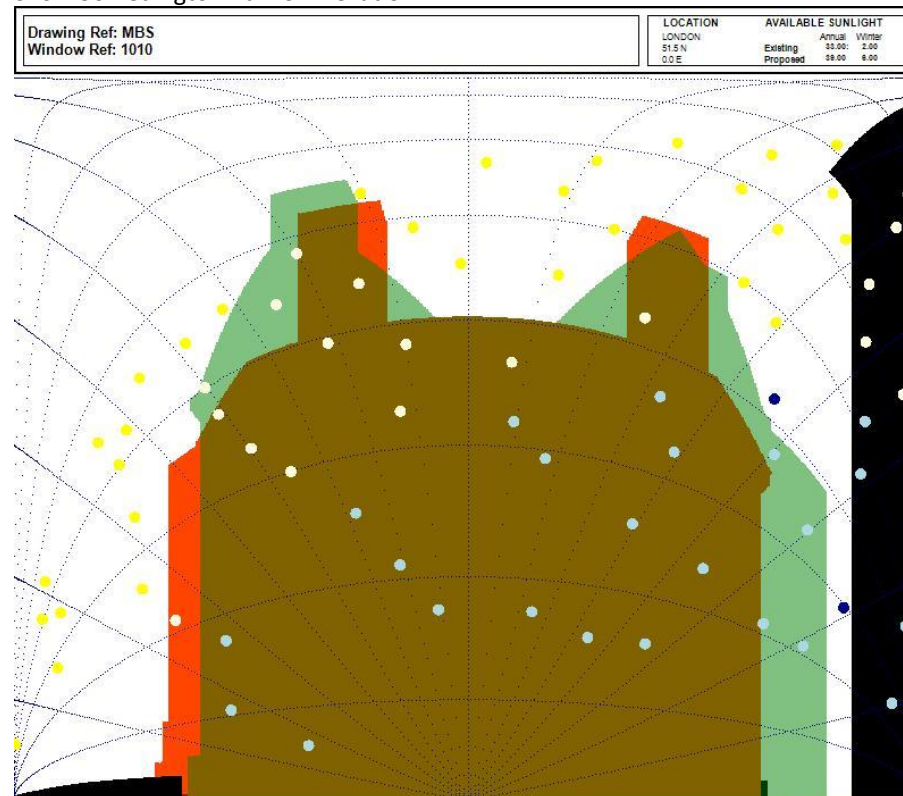 Drawing Ref: MBS
Window Ref: 1010
LOCATION
LONDON
51.5 N
0.0 E
AVAILABLE SUNLIGHT
Annual Winter
Existing 33.00: 2.00
Proposed 39.00 6.00